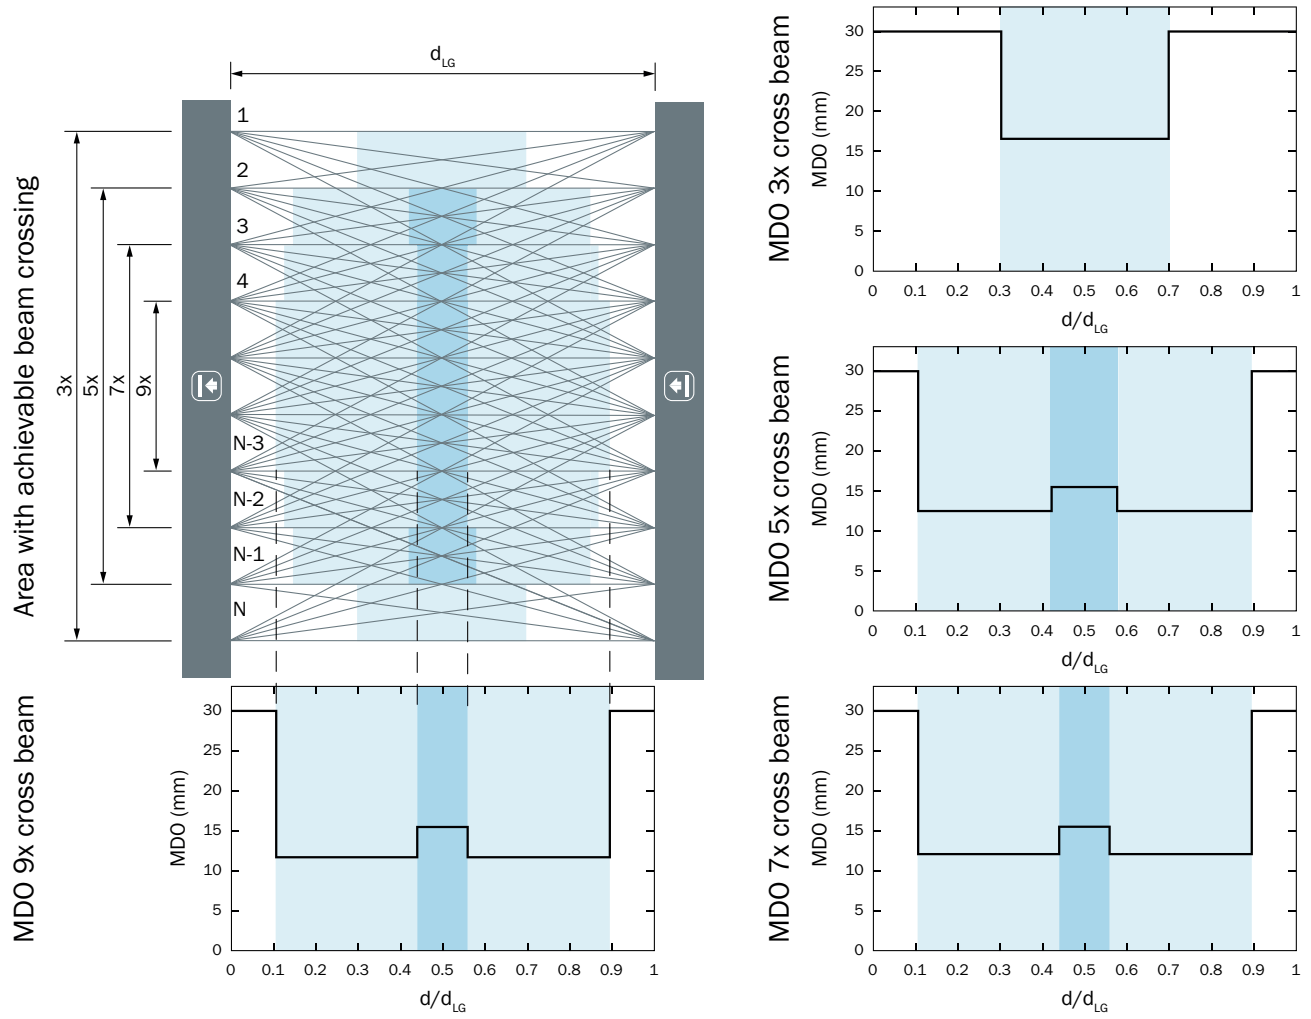 d_LG
Area with achievable beam crossing
3x
5x
7x
9x
1
2
3
4
N-3
N-2
N-1
N
MDO 3x cross beam
MDO (mm)
30
25
20
15
10
5
0
0 0.1 0.2 0.3 0.4 0.5 0.6 0.7 0.8 0.9 1
d/d_LG
MDO 5x cross beam
MDO (mm)
30
25
20
15
10
5
0
0 0.1 0.2 0.3 0.4 0.5 0.6 0.7 0.8 0.9 1
d/d_LG
MDO 9x cross beam
MDO (mm)
30
25
20
15
10
5
0
0 0.1 0.2 0.3 0.4 0.5 0.6 0.7 0.8 0.9 1
d/d_LG
MDO 7x cross beam
MDO (mm)
30
25
20
15
10
5
0
0 0.1 0.2 0.3 0.4 0.5 0.6 0.7 0.8 0.9 1
d/d_LG